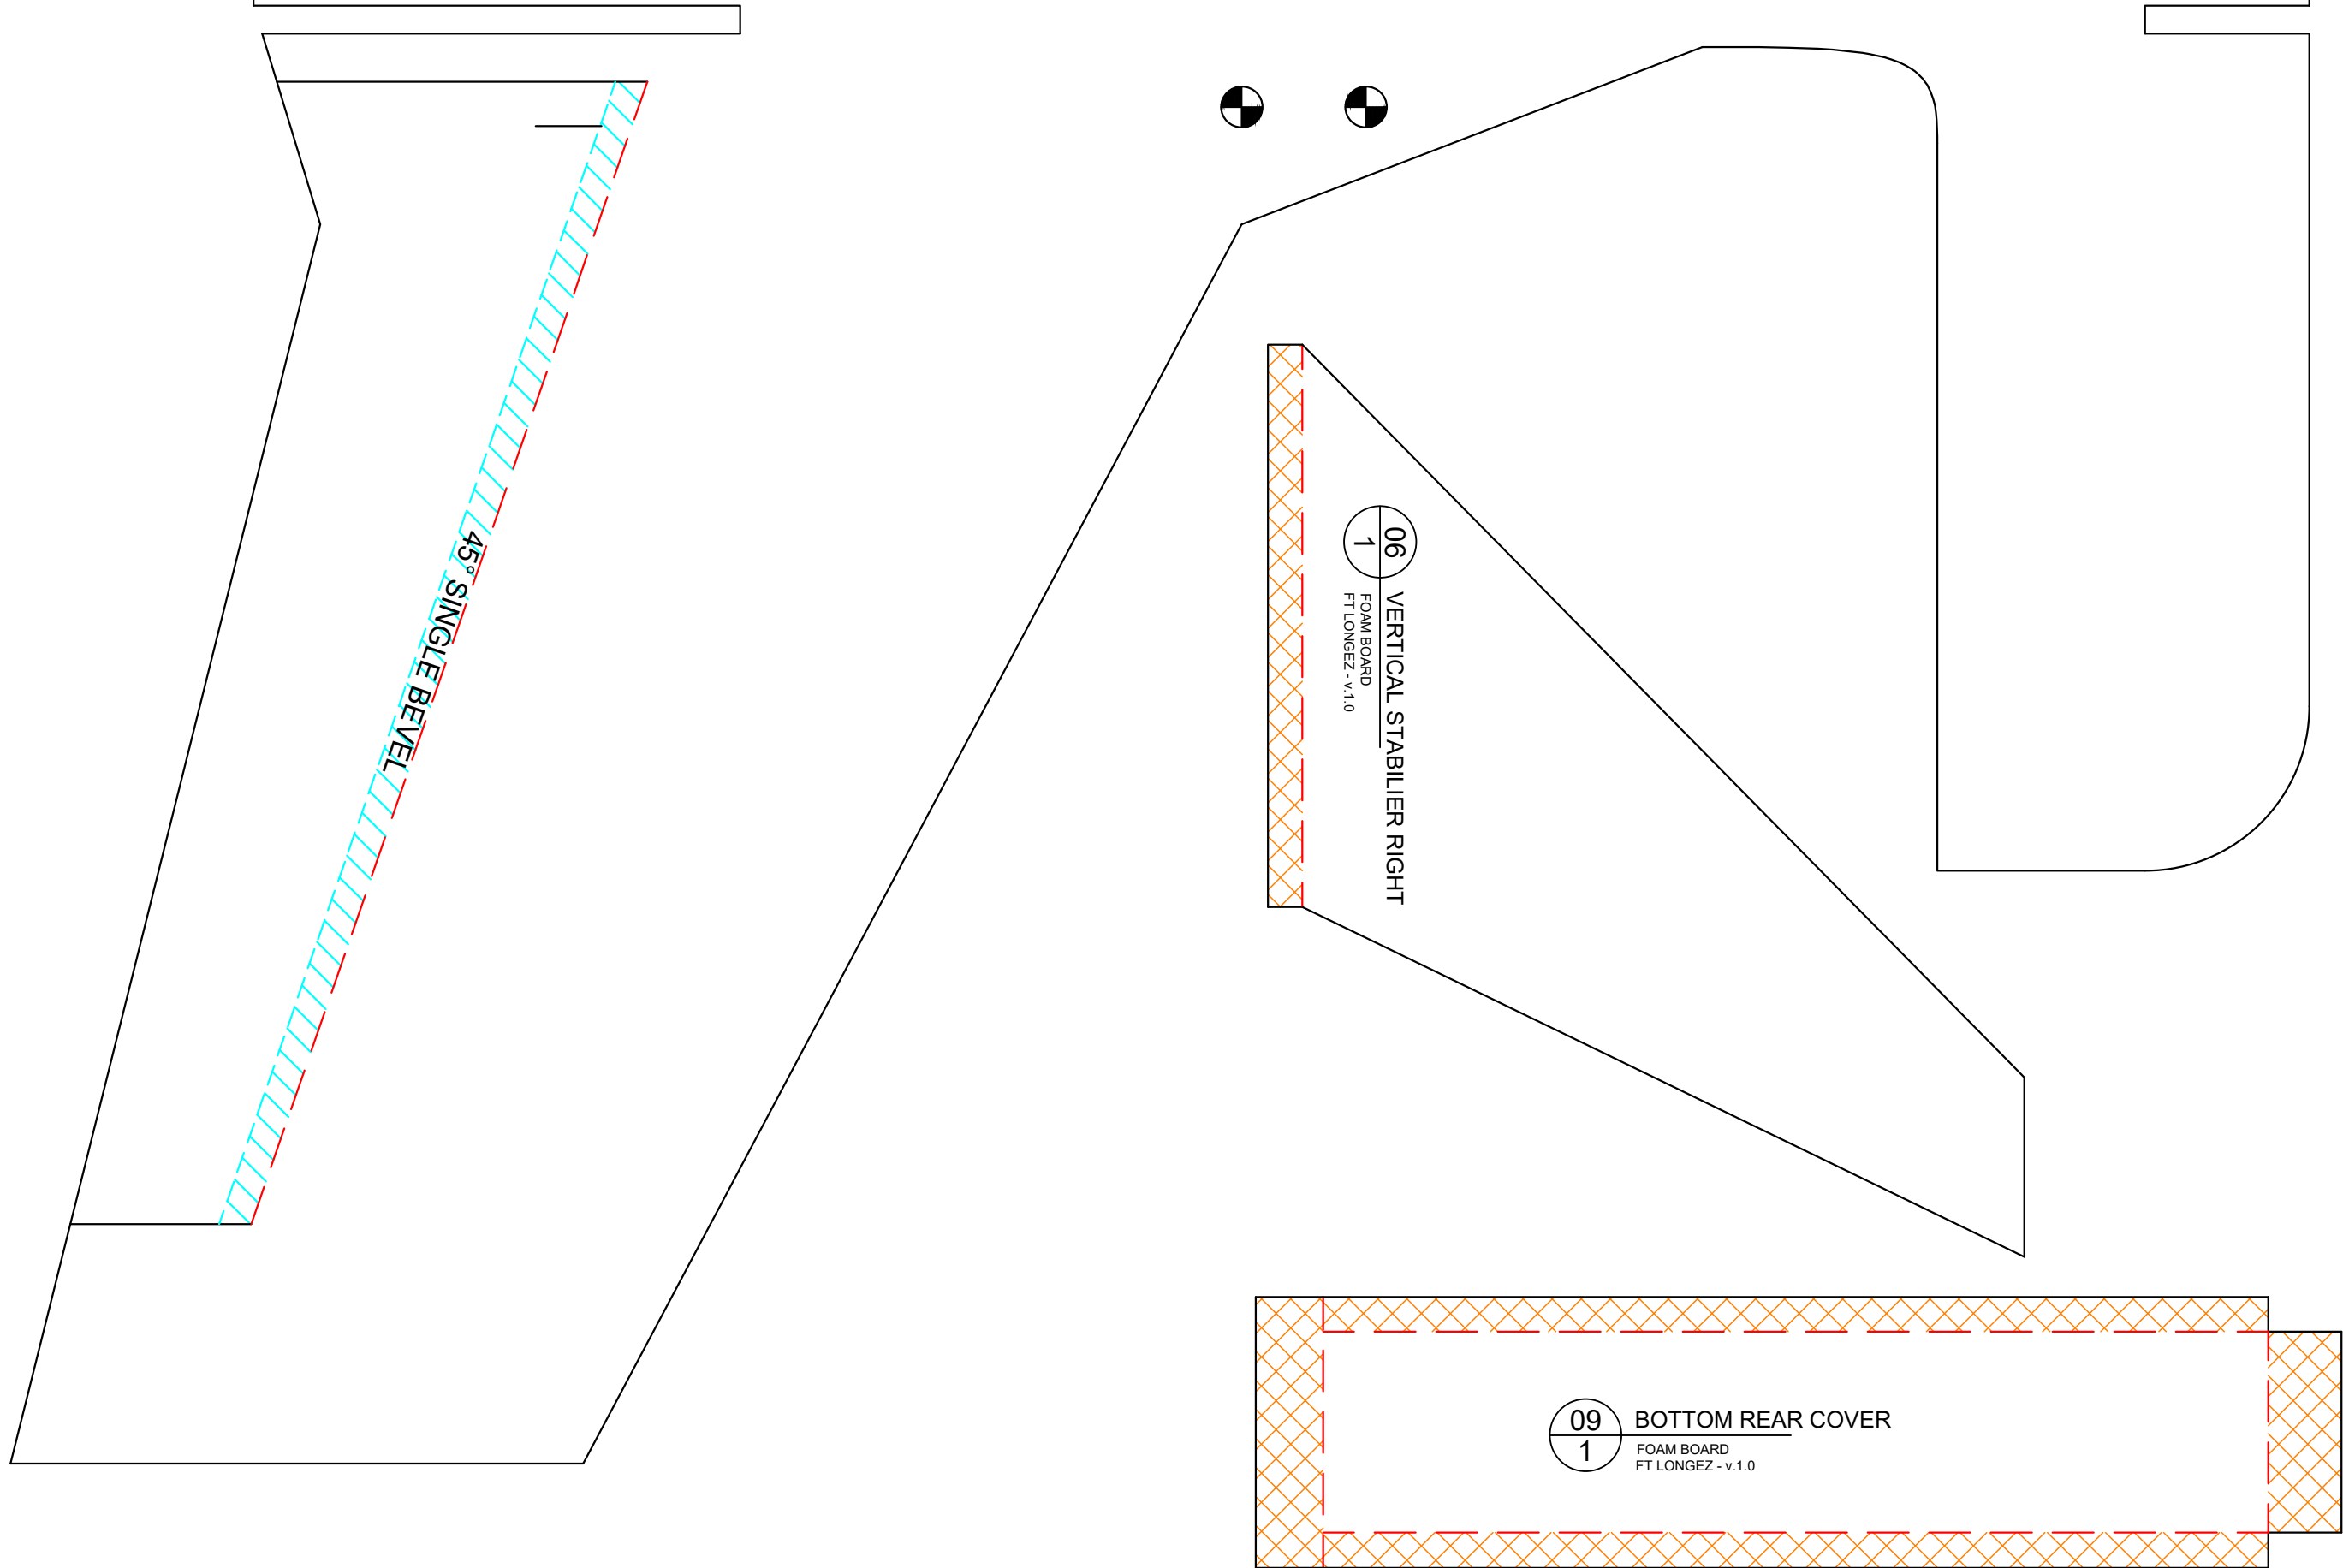 45° SINGLE BEVEL
06
1
VERTICAL STABILIER RIGHT
FOAM BOARD
FT LONGEZ - v.1.0
09
1
BOTTOM REAR COVER
FOAM BOARD
FT LONGEZ - v.1.0